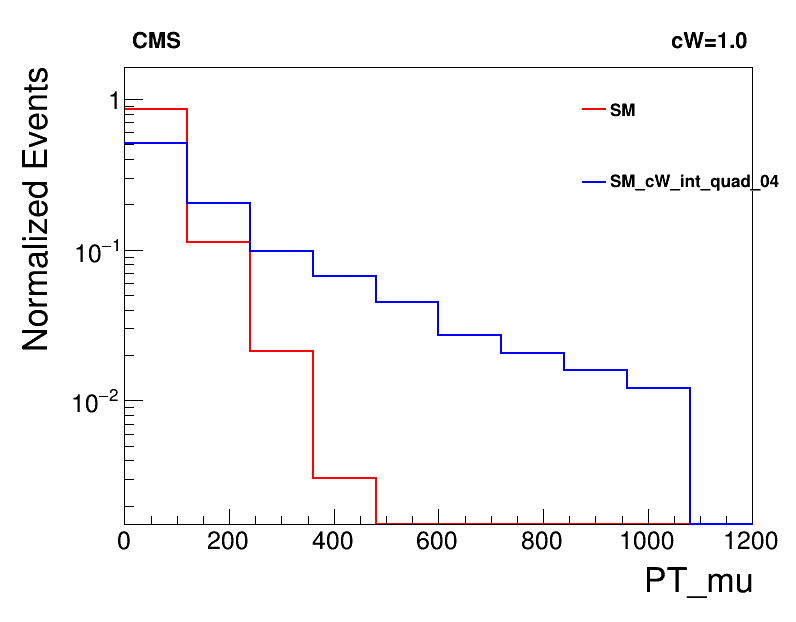 CMS
cW=1.0
Normalized Events
1
10⁻¹
10⁻²
SM
SM_cW_int_quad_04
0 200 400 600 800 1000 1200
PT_mu